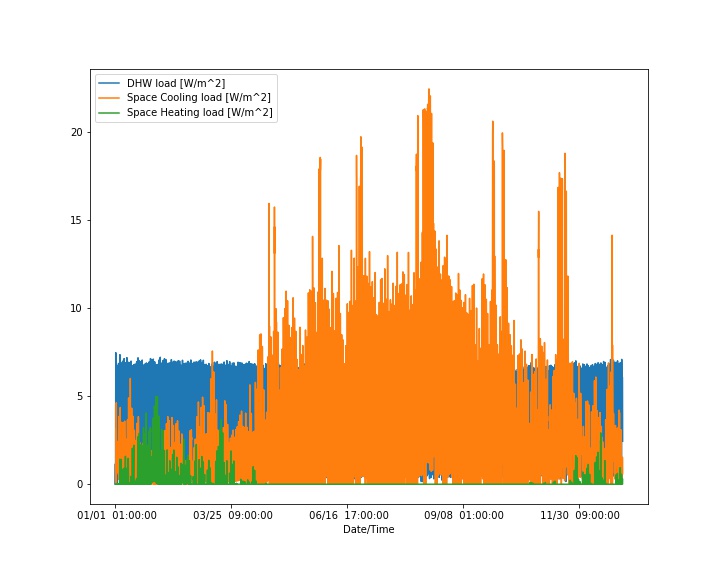 DHW load [W/m^2]
Space Cooling load [W/m^2]
Space Heating load [W/m^2]
20
15
10
5
0
01/01  01:00:00 03/25  09:00:00 06/16  17:00:00 09/08  01:00:00 11/30  09:00:00
Date/Time